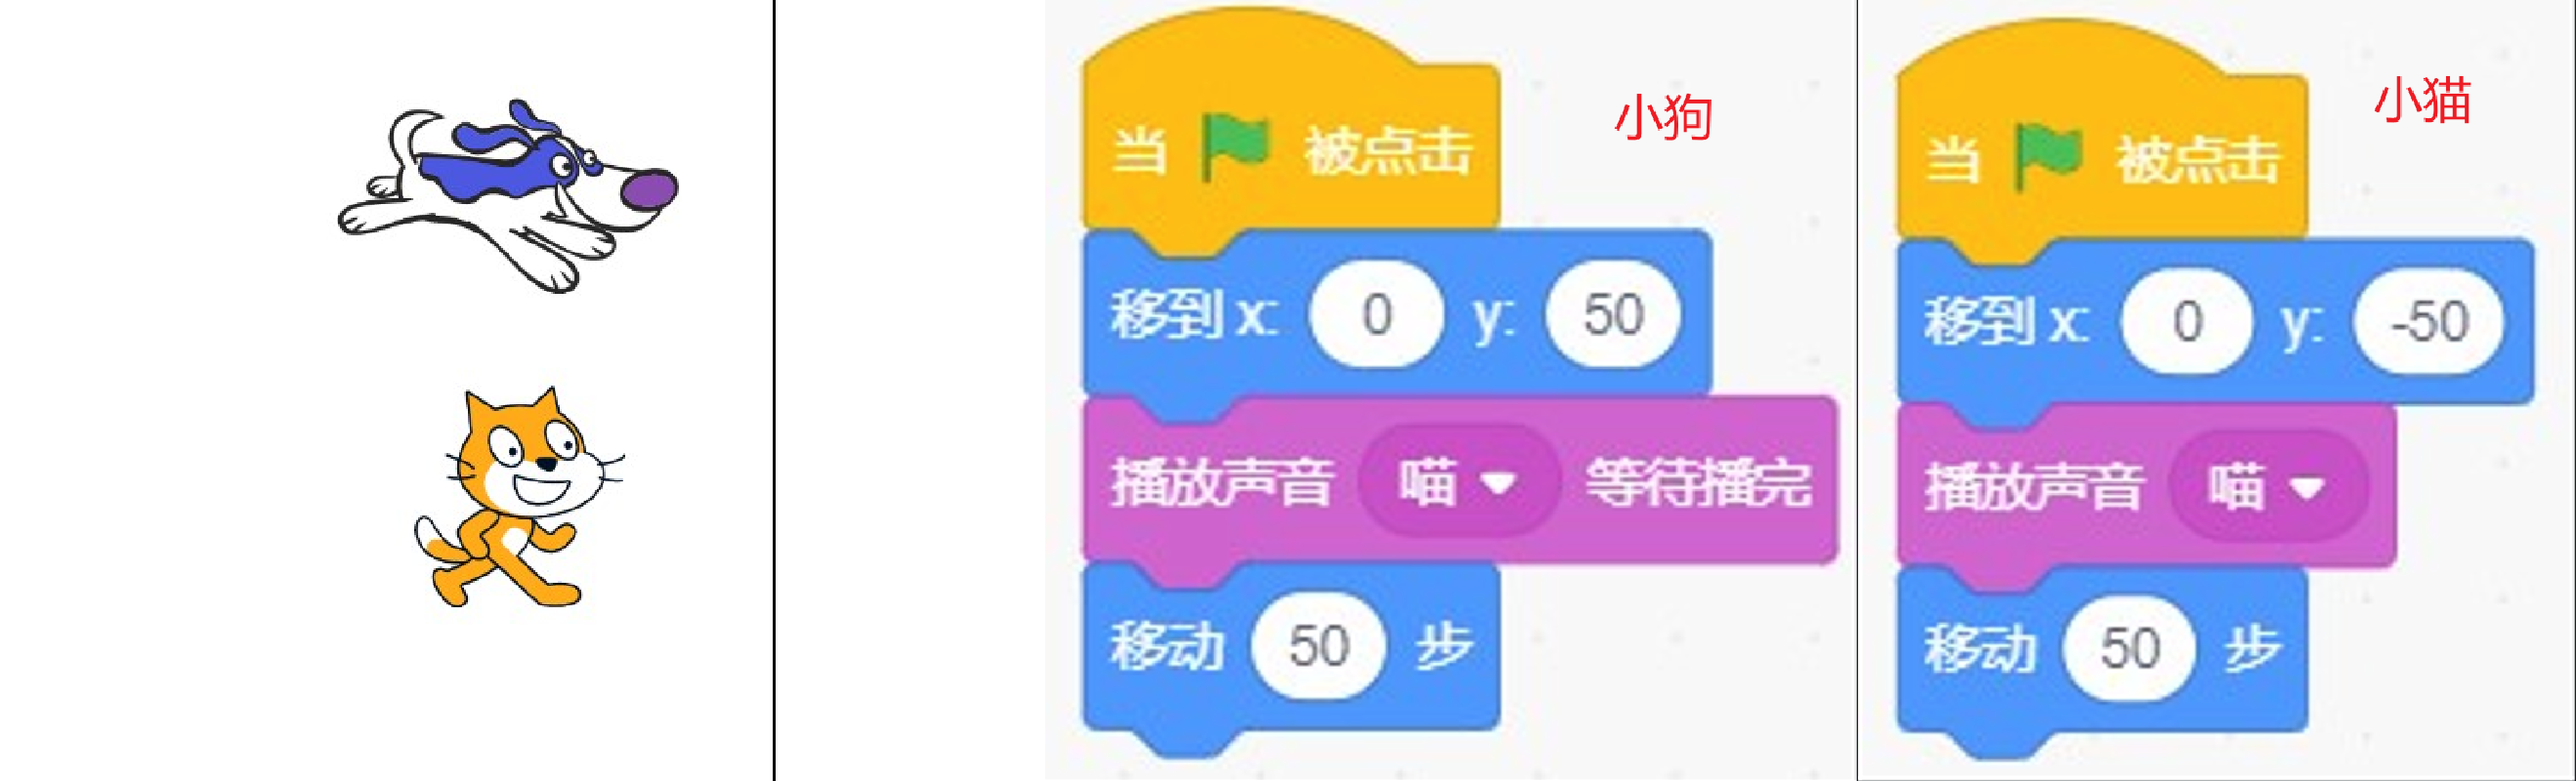 小狗
当 被点击
移到 x: 0 y: 50
播放声音 喵 等待播完
移动 50 步
小猫
当 被点击
移到 x: 0 y: -50
播放声音 喵
移动 50 步